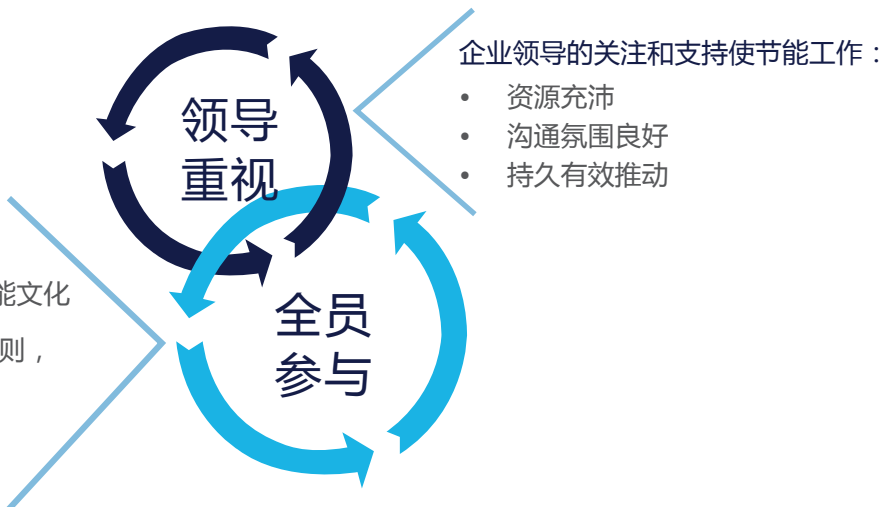 企业领导的关注和支持使节能工作：
• 资源充沛
• 沟通氛围良好
• 持久有效推动
领导
重视
能文化
则，
全员
参与